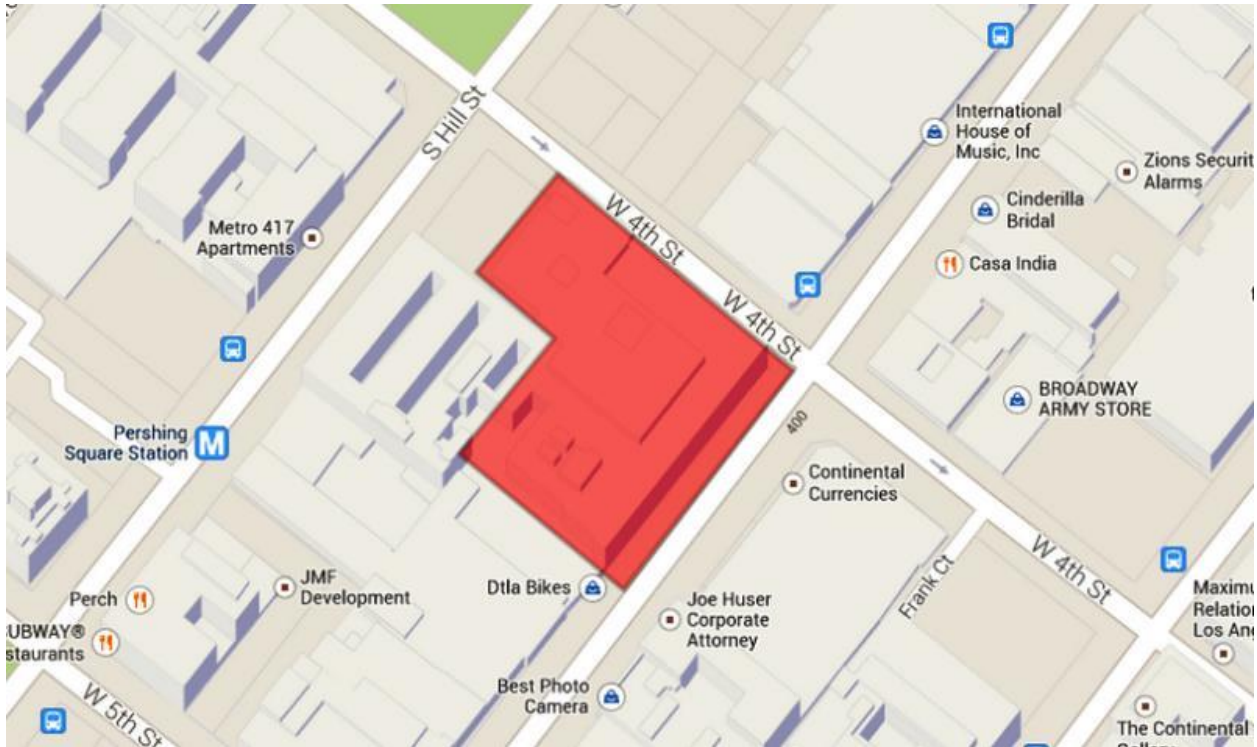 S Hill St
International
House of
Music, Inc
Zions Securit
Alarms
Cinderilla
Bridal
Metro 417
Apartments
W 4th St
Casa India
W 4th St
BROADWAY
ARMY STORE
400
Pershing
Square Station
M
Continental
Currencies
W 4th St
Frank Ct
JMF
Development
Dtla Bikes
Perch
Joe Huser
Corporate
Attorney
Maximu
Relation
Los Ang
SUBWAY®
staurants
Best Photo
Camera
W 5th St
The Continental